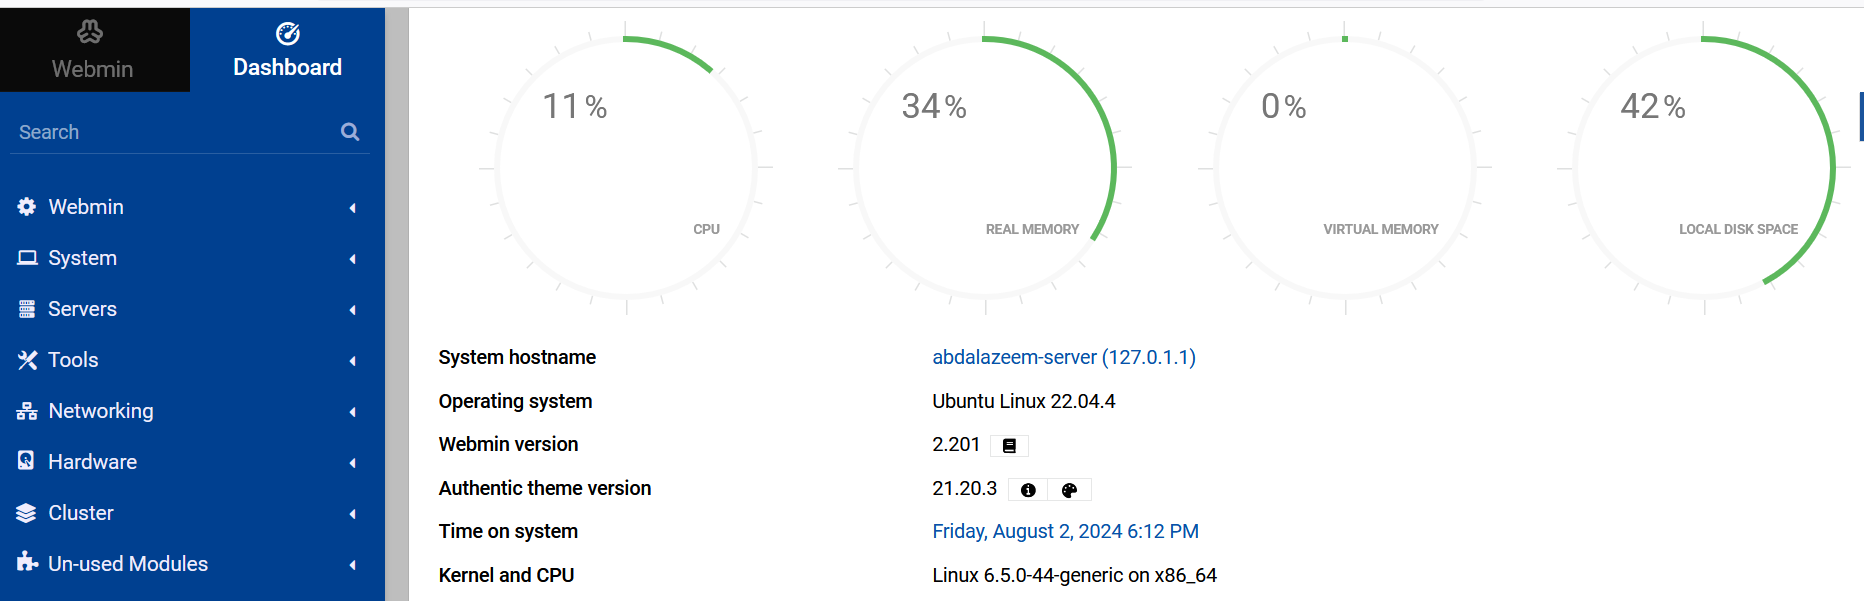 Webmin
Dashboard
Search
Webmin
System
Servers
Tools
Networking
Hardware
Cluster
Un-used Modules
11%
CPU
34%
REAL MEMORY
0%
VIRTUAL MEMORY
42%
LOCAL DISK SPACE
System hostname abdalazeem-server (127.0.1.1)
Operating system Ubuntu Linux 22.04.4
Webmin version 2.201
Authentic theme version 21.20.3
Time on system Friday, August 2, 2024 6:12 PM
Kernel and CPU Linux 6.5.0-44-generic on x86_64